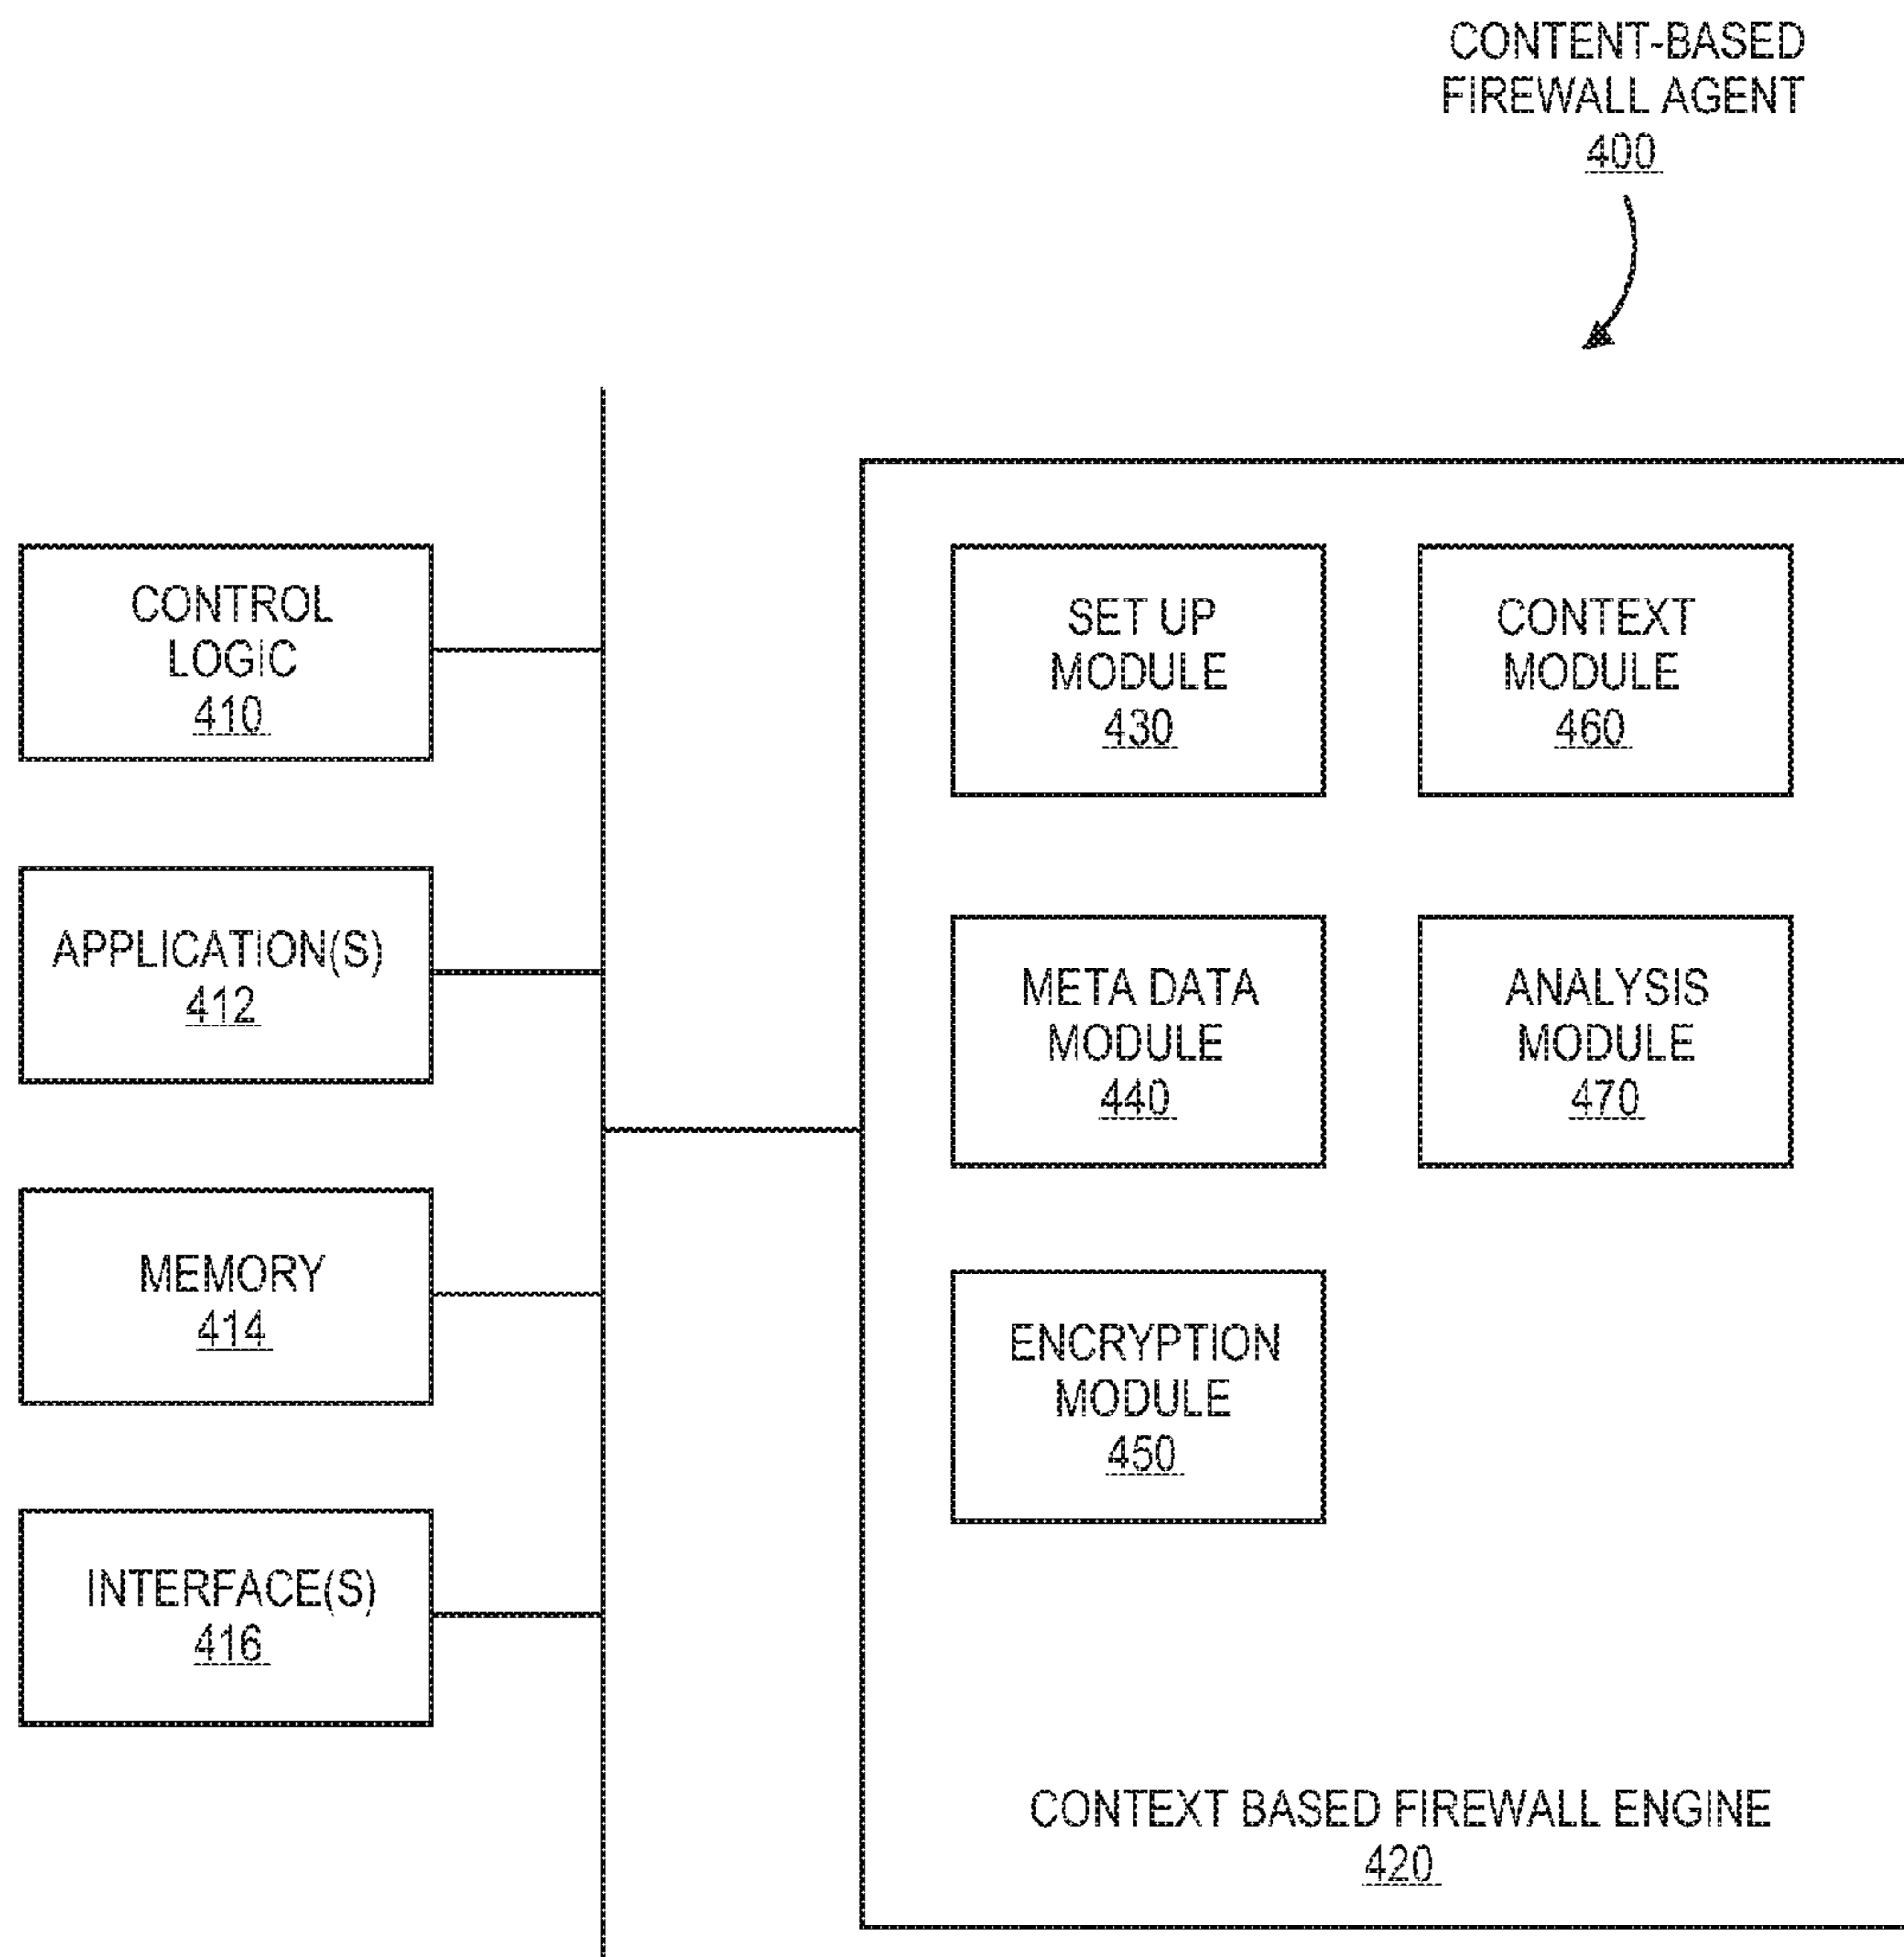 CONTENT-BASED
FIREWALL AGENT
400
CONTROL
LOGIC
410
APPLICATION(S)
412
MEMORY
414
INTERFACE(S)
416
SET UP
MODULE
430
CONTEXT
MODULE
460
META DATA
MODULE
440
ANALYSIS
MODULE
470
ENCRYPTION
MODULE
450
CONTEXT BASED FIREWALL ENGINE
420